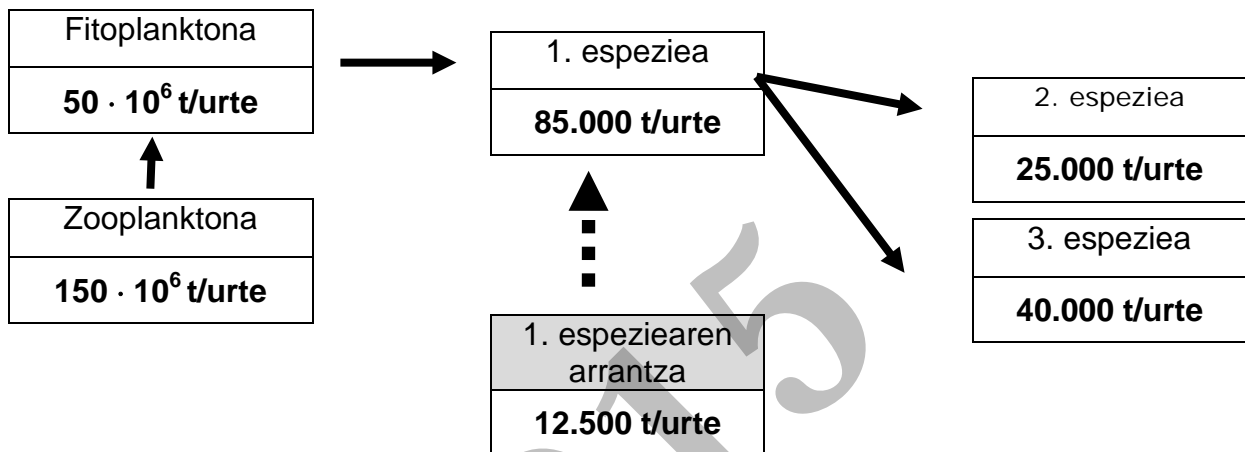 Fitoplanktona
50 · 10⁶ t/urte
Zooplanktona
150 · 10⁶ t/urte
1. espeziea
85.000 t/urte
1. espeziearen
arrantza
12.500 t/urte
2. espeziea
25.000 t/urte
3. espeziea
40.000 t/urte
15